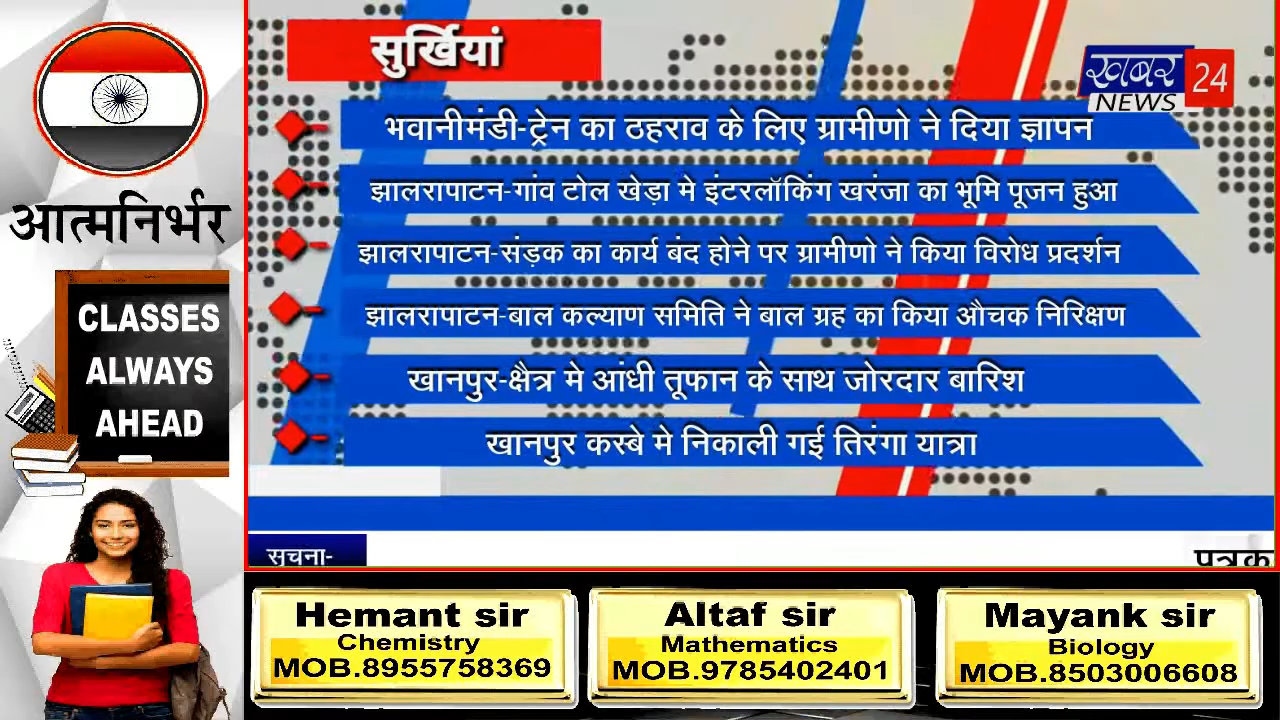 सुर्खियां
खबर
24
NEWS
भवानीमंडी-ट्रेन का ठहराव के लिए ग्रामीणो ने दिया ज्ञापन
झालरापाटन-गांव टोल खेड़ा मे इंटरलॉकिंग खरंजा का भूमि पूजन हुआ
झालरापाटन-संड़क का कार्य बंद होने पर ग्रामीणो ने किया विरोध प्रदर्शन
झालरापाटन-बाल कल्याण समिति ने बाल ग्रह का किया औचक निरिक्षण
खानपुर-क्षैत्र मे आंधी तूफान के साथ जोरदार बारिश
खानपुर कस्बे मे निकाली गई तिरंगा यात्रा
आत्मनिर्भर
CLASSES
ALWAYS
AHEAD
सूचना-
Hemant sir
Chemistry
MOB.8955758369
Altaf sir
Mathematics
MOB.9785402401
Mayank sir
Biology
MOB.8503006608